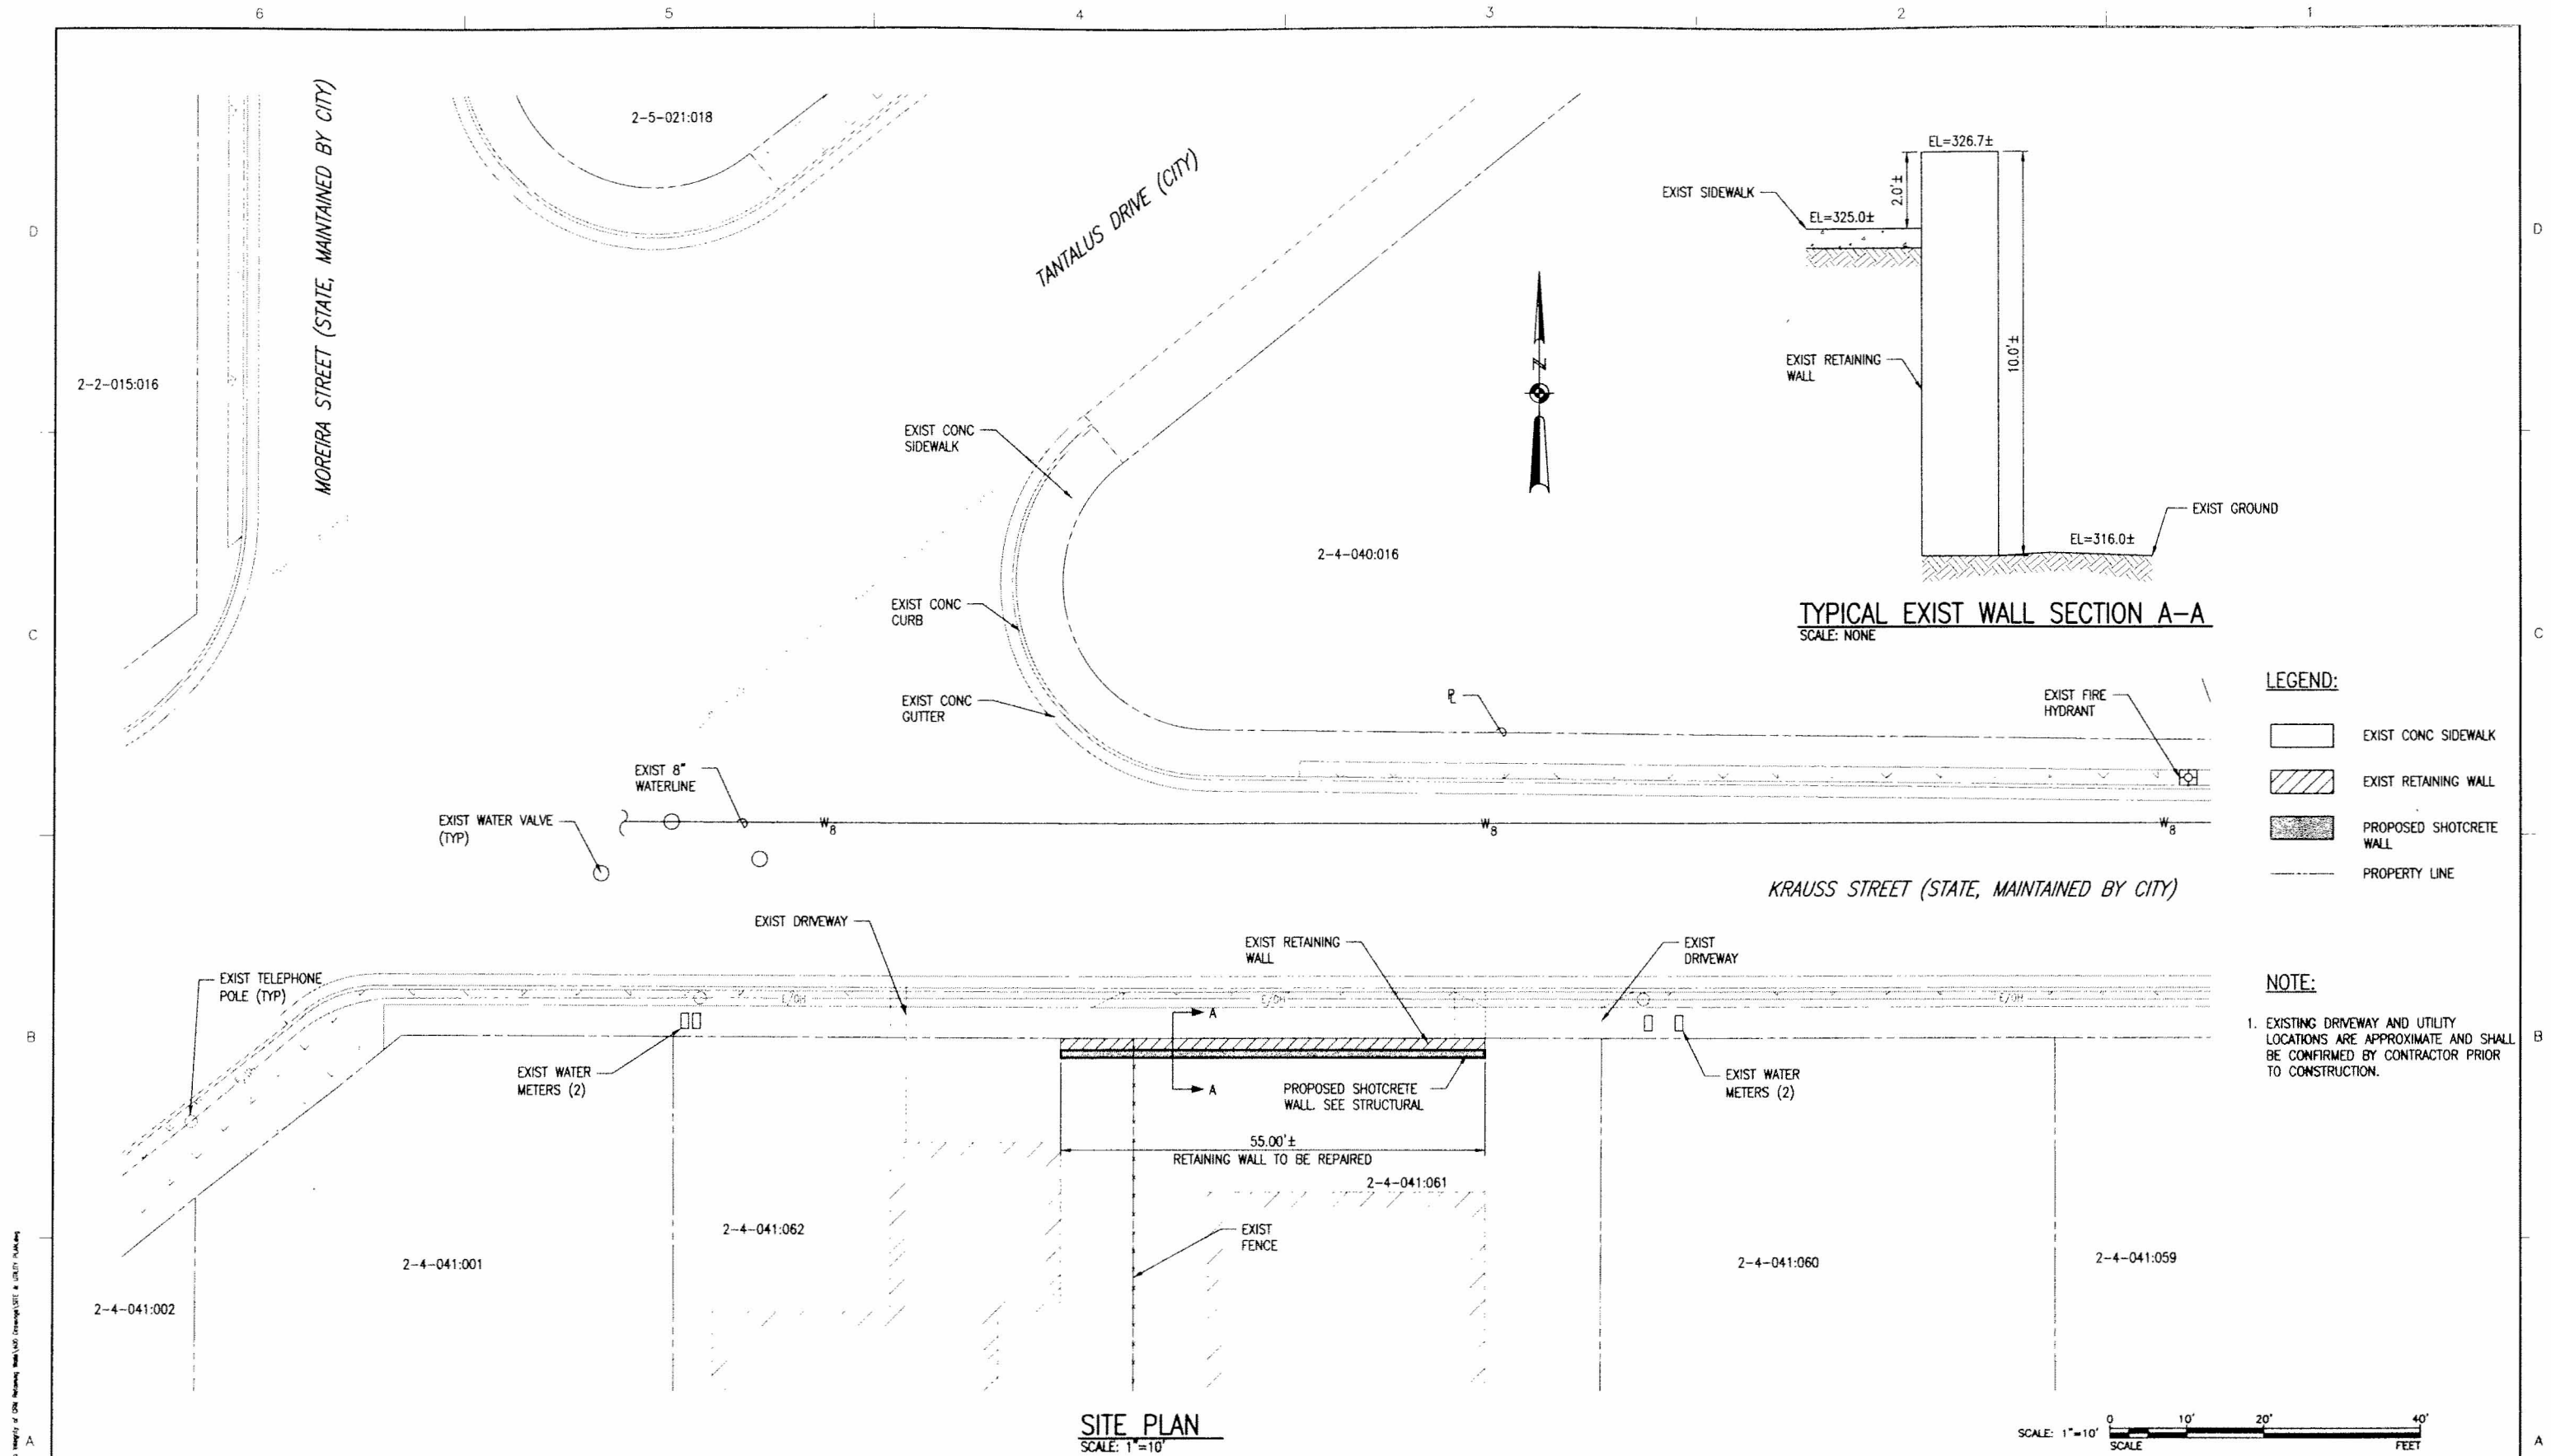 6 5 4 3 2 1
D
C
B
A
D
C
B
A
MOREIRA STREET (STATE, MAINTAINED BY CITY)
2-5-021:018
TANTALUS DRIVE (CITY)
2-2-015:016
EXIST CONC
SIDEWALK
EXIST CONC
CURB
EXIST CONC
GUTTER
2-4-040:016
N
EL=326.7±
EXIST SIDEWALK
2.0'±
EL=325.0±
EXIST RETAINING
WALL
10.0'±
EXIST GROUND
EL=316.0±
TYPICAL EXIST WALL SECTION A-A
SCALE: NONE
PL
EXIST FIRE
HYDRANT
EXIST 8"
WATERLINE
EXIST WATER VALVE
(TYP)
W8
W8
W8
KRAUSS STREET (STATE, MAINTAINED BY CITY)
LEGEND:
EXIST CONC SIDEWALK
EXIST RETAINING WALL
PROPOSED SHOTCRETE
WALL
PROPERTY LINE
EXIST DRIVEWAY
EXIST RETAINING
WALL
EXIST
DRIVEWAY
EXIST TELEPHONE
POLE (TYP)
E/OH
E/OH
E/OH
A
A
EXIST WATER
METERS (2)
PROPOSED SHOTCRETE
WALL. SEE STRUCTURAL
EXIST WATER
METERS (2)
55.00'±
RETAINING WALL TO BE REPAIRED
2-4-041:061
2-4-041:062
EXIST
FENCE
2-4-041:001
2-4-041:060
2-4-041:059
2-4-041:002
NOTE:
1. EXISTING DRIVEWAY AND UTILITY
LOCATIONS ARE APPROXIMATE AND SHALL
BE CONFIRMED BY CONTRACTOR PRIOR
TO CONSTRUCTION.
SITE PLAN
SCALE: 1"=10'
SCALE: 1"=10'
0 10' 20' 40'
SCALE FEET